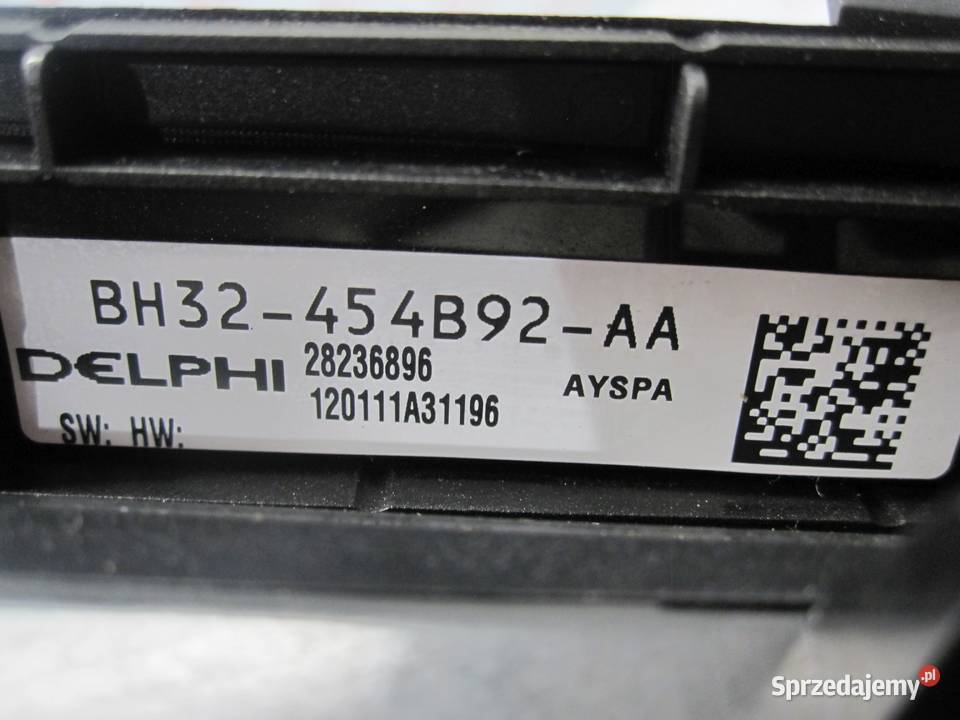 BH32-454B92-AA
DELPHI 28236896 AYSPA
120111A31196
SW: HW:
Sprzedajemy.pl